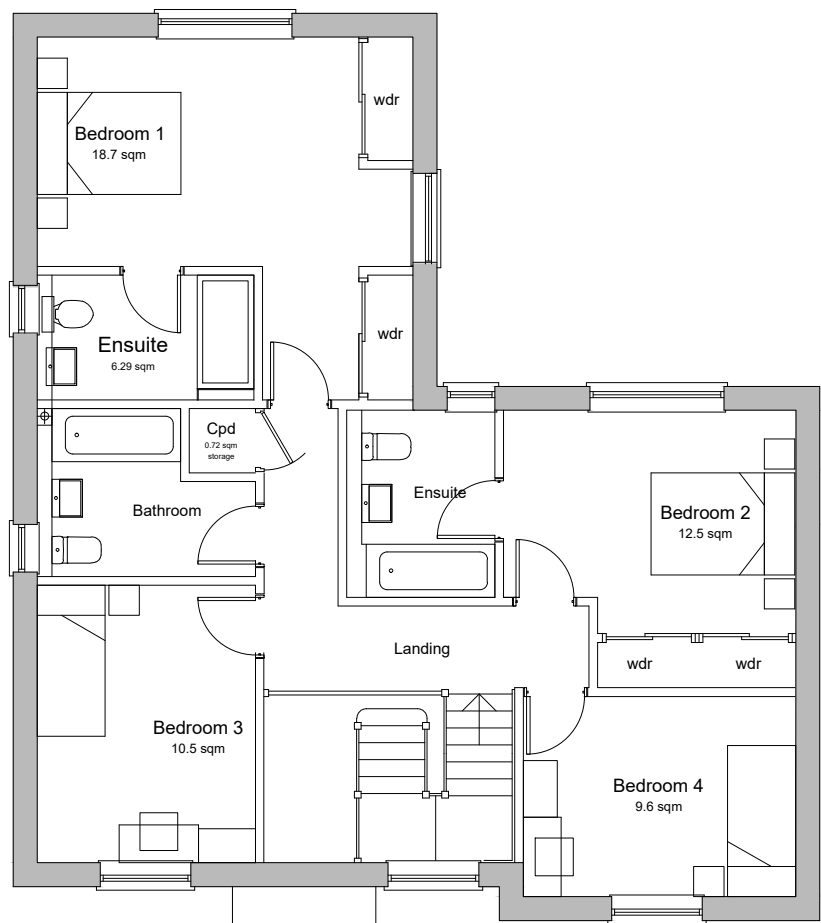 wdr
Bedroom 1
18.7 sqm
wdr
Ensuite
6.29 sqm
Cpd
0.72 sqm
storage
Ensuite
Bathroom
Bedroom 2
12.5 sqm
Landing
wdr
wdr
Bedroom 3
10.5 sqm
Bedroom 4
9.6 sqm